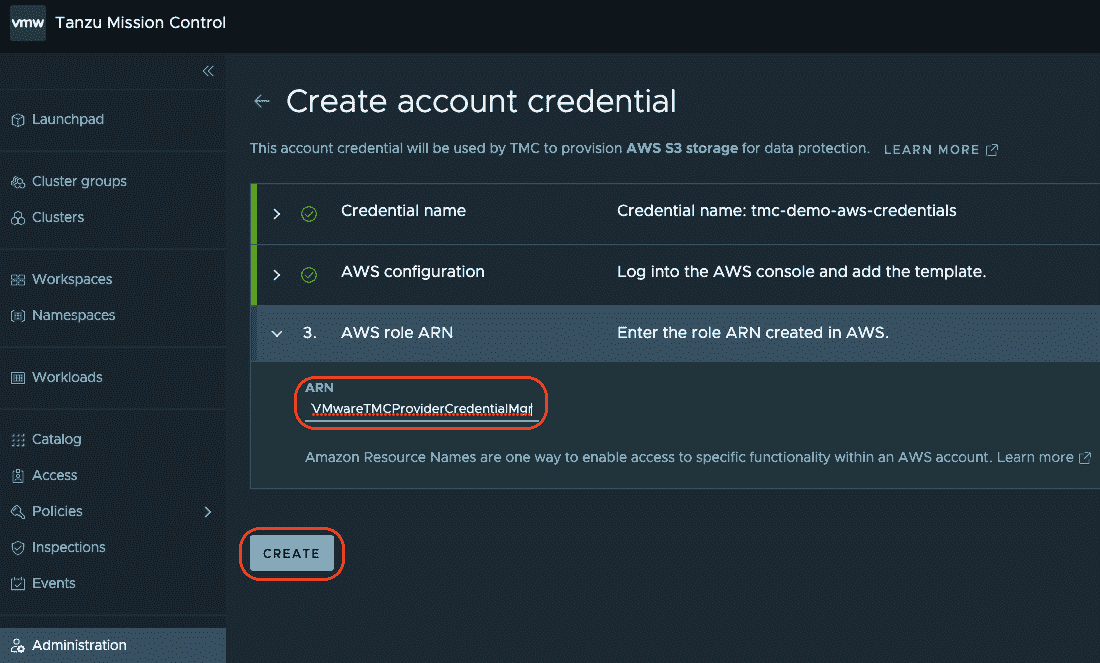 vmw Tanzu Mission Control
Launchpad
Cluster groups
Clusters
Workspaces
Namespaces
Workloads
Catalog
Access
Policies
Inspections
Events
Administration
Create account credential
This account credential will be used by TMC to provision AWS S3 storage for data protection. LEARN MORE
Credential name Credential name: tmc-demo-aws-credentials
AWS configuration Log into the AWS console and add the template.
3. AWS role ARN Enter the role ARN created in AWS.
ARN
VMwareTMCProviderCredentialMgr
Amazon Resource Names are one way to enable access to specific functionality within an AWS account. Learn more
CREATE